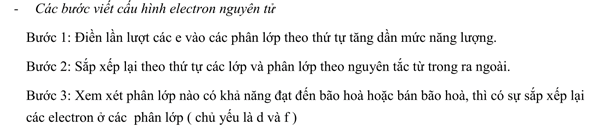 - Các bước viết cấu hình electron nguyên tử
Bước 1: Điền lần lượt các e vào các phân lớp theo thứ tự tăng dần mức năng lượng.
Bước 2: Sắp xếp lại theo thứ tự các lớp và phân lớp theo nguyên tắc từ trong ra ngoài.
Bước 3: Xem xét phân lớp nào có khả năng đạt đến bão hoà hoặc bán bão hoà, thì có sự sắp xếp lại
các electron ở các phân lớp ( chủ yếu là d và f )